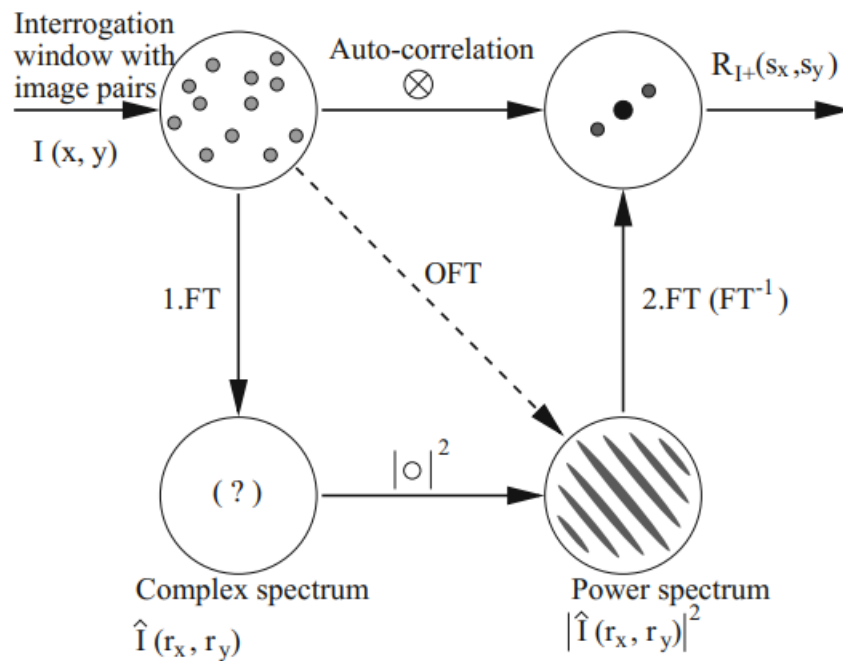 Interrogation
window with
image pairs
I (x, y)
Auto-correlation
⊗
R_{I+}(s_x,s_y)
1.FT
OFT
2.FT (FT^{-1})
( ? )
|○|^2
Complex spectrum
Î (r_x, r_y)
Power spectrum
|Î (r_x, r_y)|^2